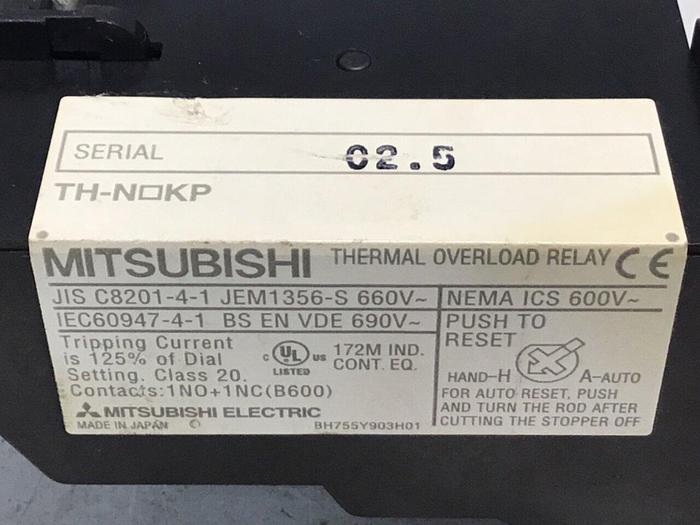 SERIAL 02.5
TH-N□KP
MITSUBISHI THERMAL OVERLOAD RELAY CE
JIS C8201-4-1 JEM1356-S 660V~ NEMA ICS 600V~
IEC60947-4-1 BS EN VDE 690V~
Tripping Current
is 125% of Dial
Setting. Class 20.
Contacts:1NO+1NC(B600)
C UL US
LISTED
172M IND.
CONT. EQ.
PUSH TO
RESET
HAND-H A-AUTO
FOR AUTO RESET, PUSH
AND TURN THE ROD AFTER
CUTTING THE STOPPER OFF
MITSUBISHI ELECTRIC
MADE IN JAPAN BH755Y903H01